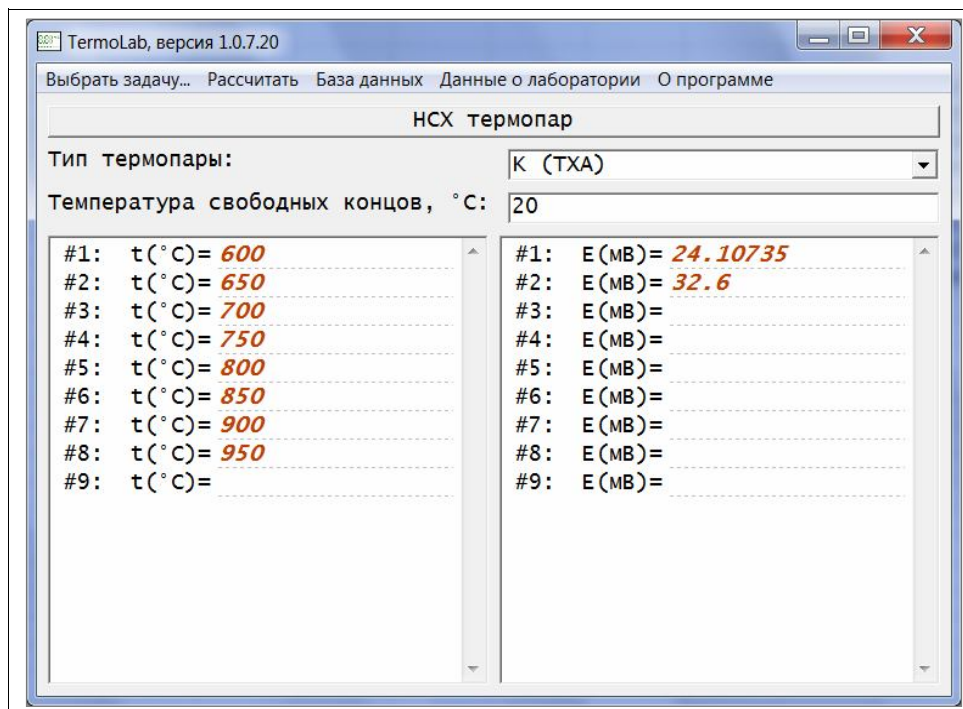 TermoLab, версия 1.0.7.20
Выбрать задачу... Рассчитать База данных Данные о лаборатории О программе
НСХ термопар
Тип термопары: K (ТХА)
Температура свободных концов, °C: 20
#1: t(°C)= 600
#2: t(°C)= 650
#3: t(°C)= 700
#4: t(°C)= 750
#5: t(°C)= 800
#6: t(°C)= 850
#7: t(°C)= 900
#8: t(°C)= 950
#9: t(°C)=
#1: E(мВ)= 24.10735
#2: E(мВ)= 32.6
#3: E(мВ)=
#4: E(мВ)=
#5: E(мВ)=
#6: E(мВ)=
#7: E(мВ)=
#8: E(мВ)=
#9: E(мВ)=